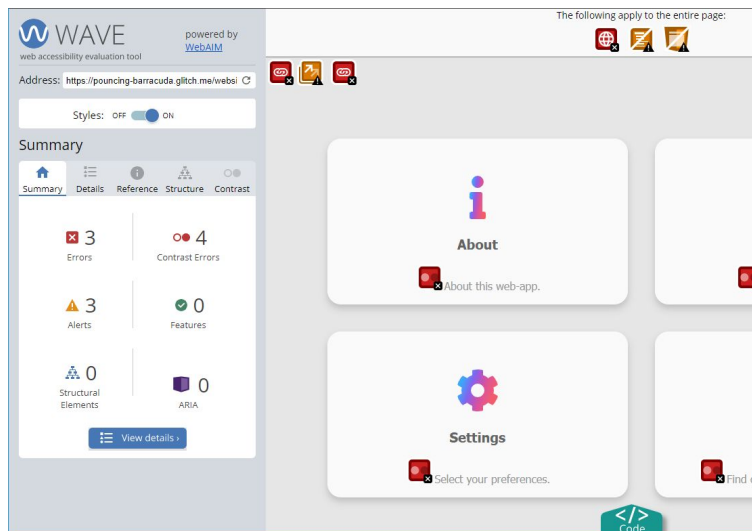 WAVE
web accessibility evaluation tool
powered by
WebAIM
Address: https://pouncing-barracuda.glitch.me/websi
Styles: OFF ON
Summary
Summary Details Reference Structure Contrast
3
Errors
4
Contrast Errors
3
Alerts
0
Features
0
Structural
Elements
0
ARIA
View details ›
The following apply to the entire page:
About
About this web-app.
Settings
Select your preferences.
Find
</>
Code